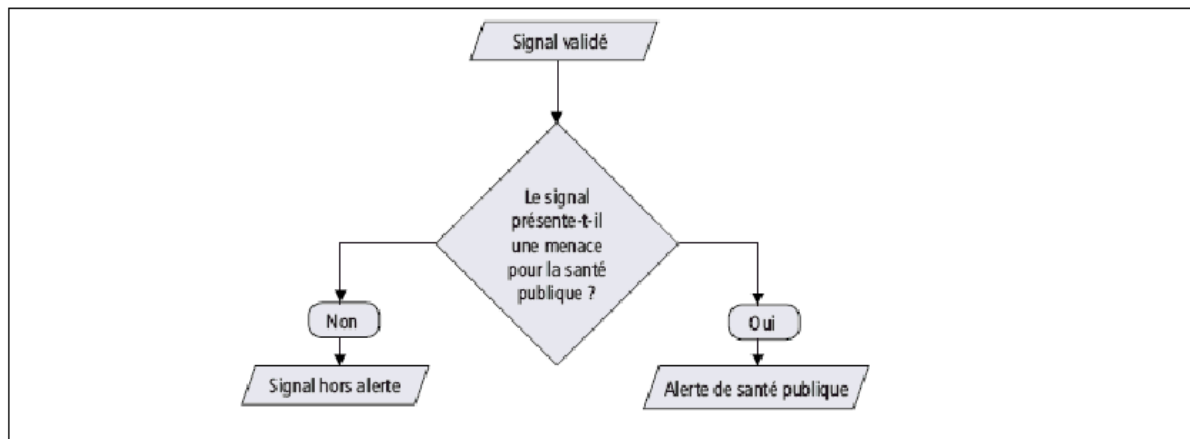 Signal validé
Le signal
présente-t-il
une menace
pour la santé
publique ?
Non
Oui
Signal hors alerte
Alerte de santé publique